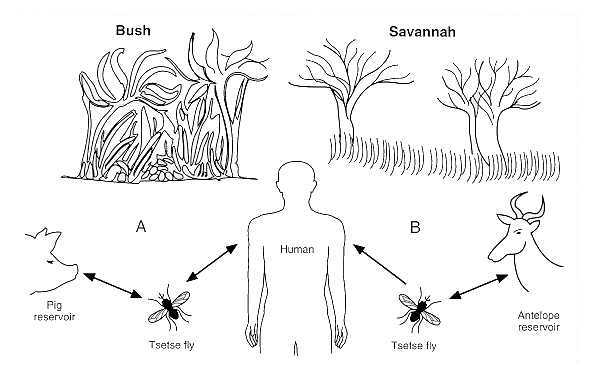 Bush
Savannah
A
B
Human
Pig
reservoir
Tsetse fly
Tsetse fly
Antelope
reservoir